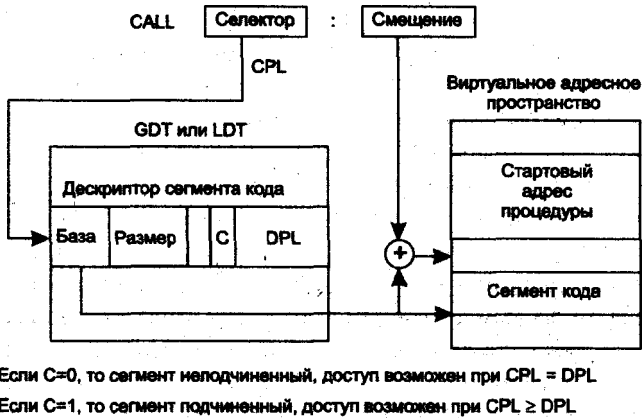 CALL Селектор : Смещение
CPL
Виртуальное адресное
пространство
GDT или LDT
Дескриптор сегмента кода
Стартовый
адрес
процедуры
База Размер C DPL
+
Сегмент кода
Если C=0, то сегмент неподчиненный, доступ возможен при CPL = DPL
Если C=1, то сегмент подчиненный, доступ возможен при CPL ≥ DPL